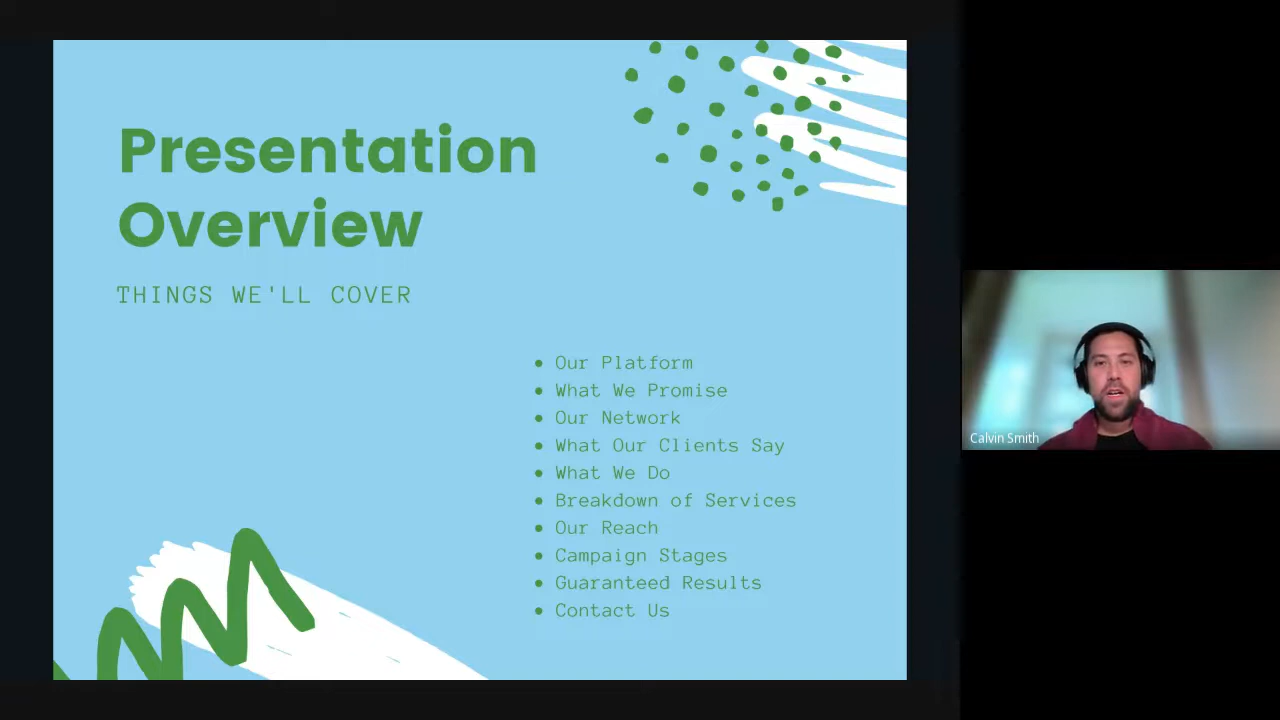 Presentation
Overview
THINGS WE'LL COVER
• Our Platform
• What We Promise
• Our Network
• What Our Clients Say
• What We Do
• Breakdown of Services
• Our Reach
• Campaign Stages
• Guaranteed Results
• Contact Us
Calvin Smith